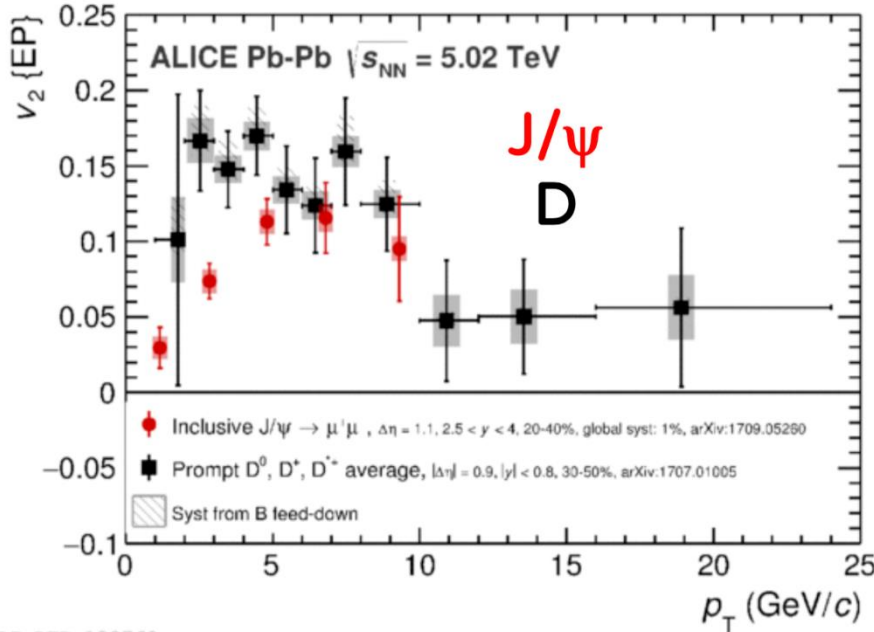 0.25
0.2
0.15
0.1
0.05
0
−0.05
−0.1
v₂ {EP}
ALICE Pb-Pb √sNN = 5.02 TeV
J/ψ
D
Inclusive J/ψ → μ⁺μ⁻, Δη = 1.1, 2.5 < y < 4, 20-40%, global syst: 1%, arXiv:1709.05260
Prompt D⁰, D⁺, D*⁺ average, |Δη| = 0.9, |y| < 0.8, 30-50%, arXiv:1707.01005
Syst from B feed-down
0 5 10 15 20 25
pT (GeV/c)